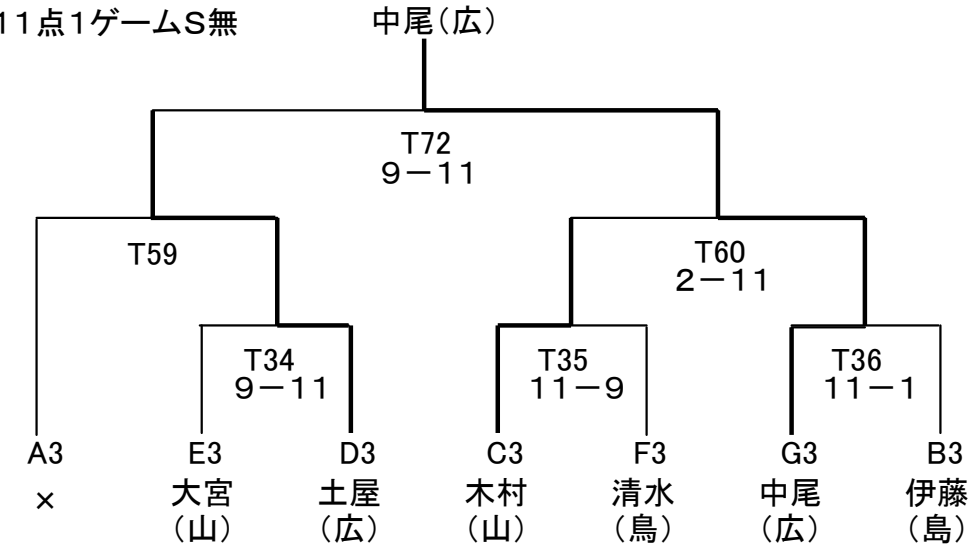 11点1ゲームS無
中尾(広)
T72
9－11
T59
T60
2－11
T34
9－11
T35
11－9
T36
11－1
A3 E3 D3 C3 F3 G3 B3
× 大宮 土屋 木村 清水 中尾 伊藤
(山) (広) (山) (鳥) (広) (島)